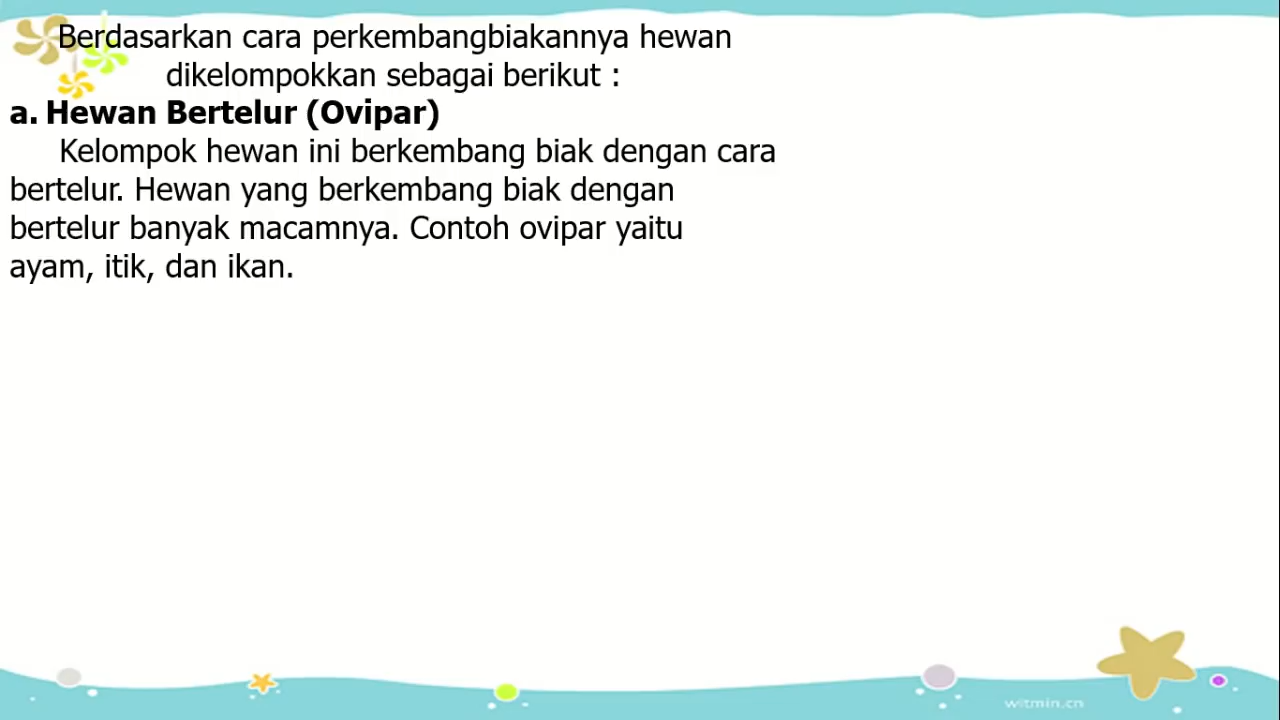 Berdasarkan cara perkembangbiakannya hewan
dikelompokkan sebagai berikut :
a. Hewan Bertelur (Ovipar)
Kelompok hewan ini berkembang biak dengan cara
bertelur. Hewan yang berkembang biak dengan
bertelur banyak macamnya. Contoh ovipar yaitu
ayam, itik, dan ikan.
witmin.cn